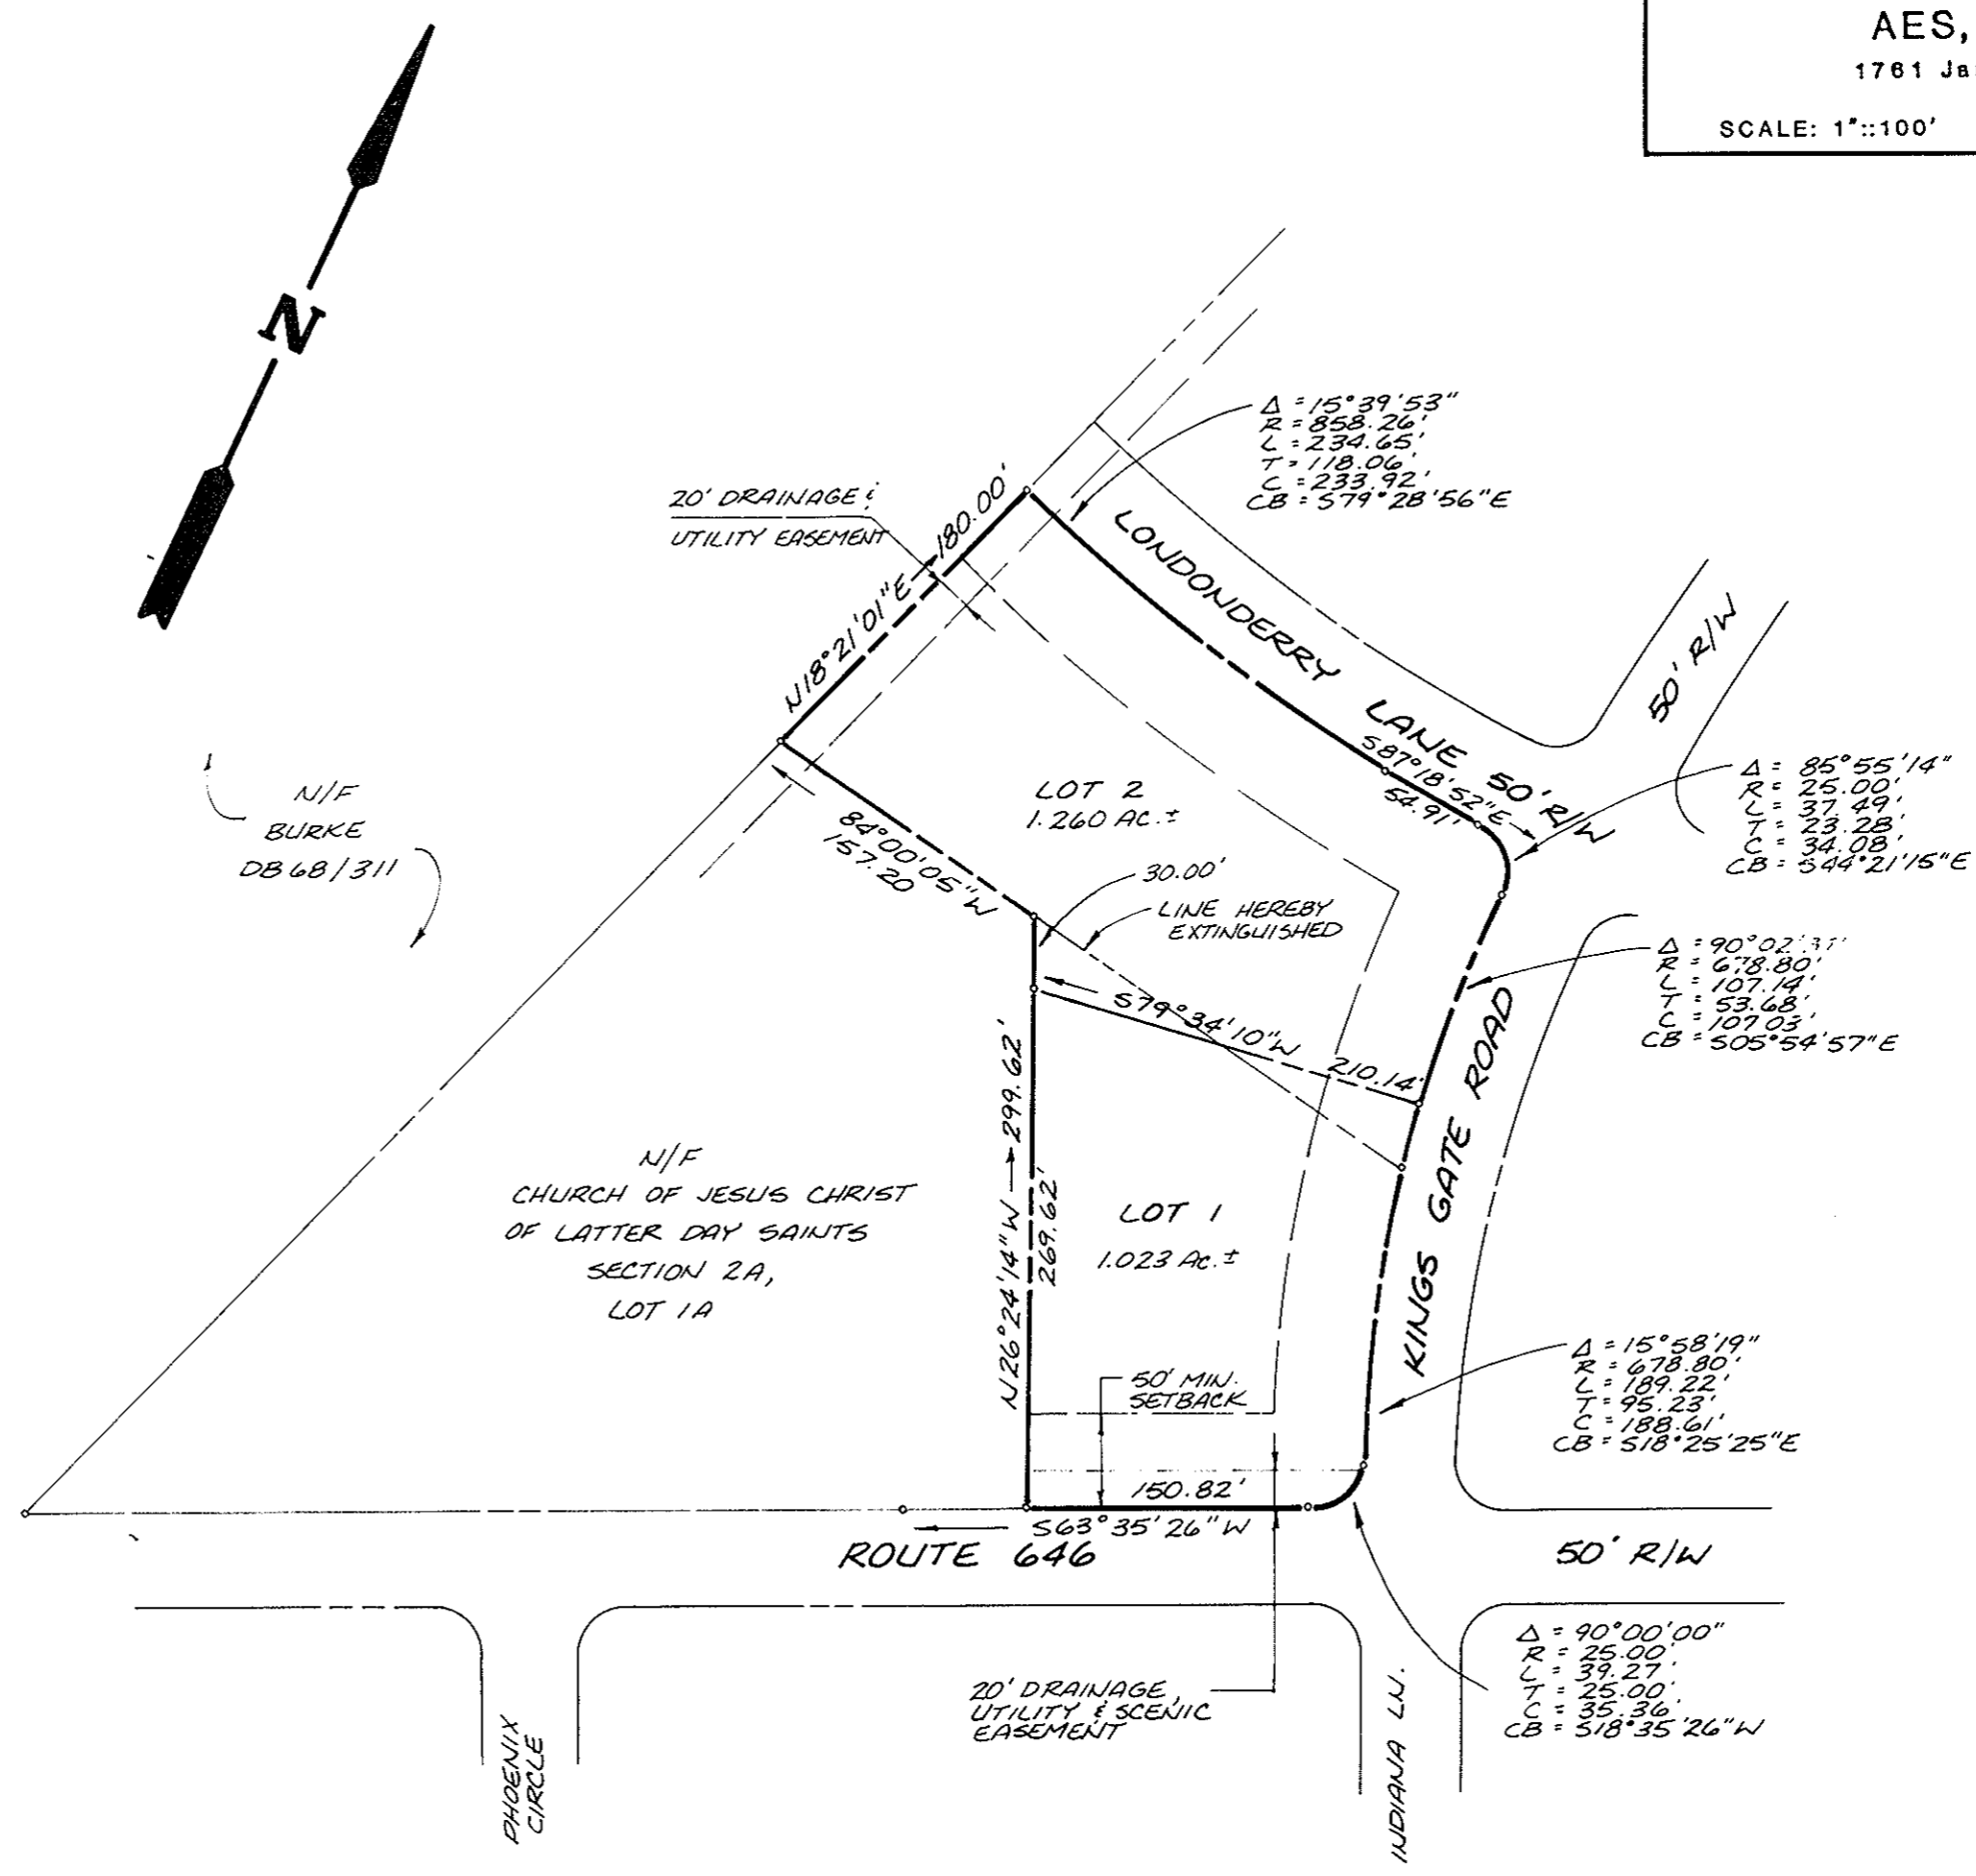 AES,
1761 Ja
SCALE: 1"::100'
N
Δ = 15°39'53"
R = 858.26'
L = 234.65'
T = 118.06'
C = 233.92'
CB = S79°28'56"E
20' DRAINAGE &
UTILITY EASEMENT
N18°21'01"E 180.00'
LONDONDERRY LANE 50' R/W
S87°18'52"E
54.91'
50' R/W
Δ = 85°55'14"
R = 25.00'
L = 37.49'
T = 23.28'
C = 34.08'
CB = S44°21'15"E
N/F
BURKE
DB 68/311
LOT 2
1.260 AC.±
84°00'05"W
157.20
30.00'
LINE HEREBY
EXTINGUISHED
Δ = 90°02'37"
R = 678.80'
L = 107.14'
T = 53.68'
C = 107.03'
CB = S05°54'57"E
S79°34'10"W 210.14'
KINGS GATE ROAD
N/F
CHURCH OF JESUS CHRIST
OF LATTER DAY SAINTS
SECTION 2A,
LOT 1A
N26°24'14"W 299.62'
269.62'
LOT 1
1.023 AC.±
50' MIN.
SETBACK
Δ = 15°58'19"
R = 678.80'
L = 189.22'
T = 95.23'
C = 188.61'
CB = S18°25'25"E
150.82'
S63°35'26"W
ROUTE 646
50' R/W
Δ = 90°00'00"
R = 25.00'
L = 39.27'
T = 25.00'
C = 35.36'
CB = S18°35'26"W
20' DRAINAGE,
UTILITY & SCENIC
EASEMENT
PHOENIX
CIRCLE
INDIANA LN.